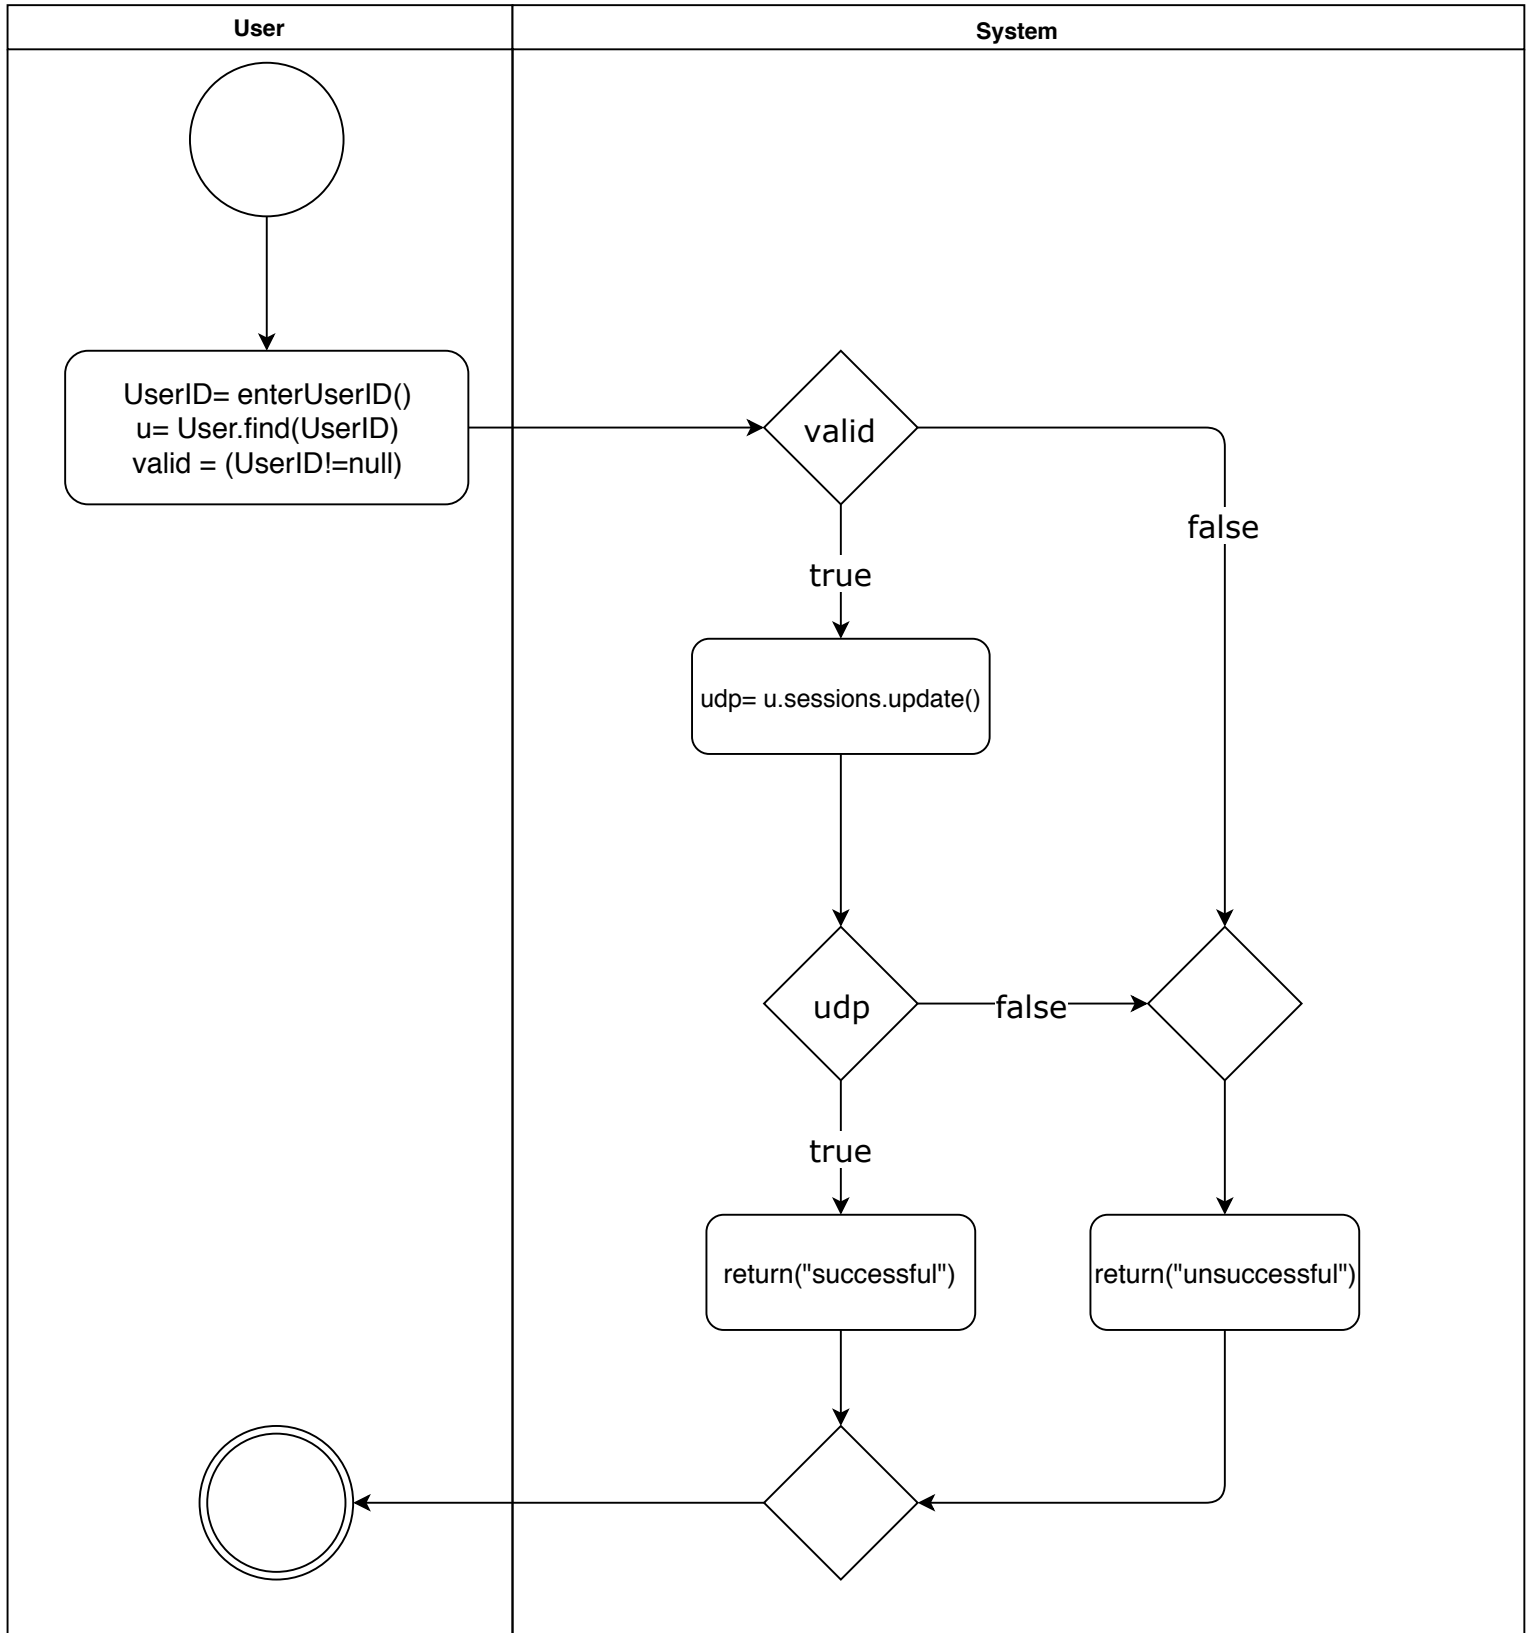 User
System
UserID= enterUserID()
u= User.find(UserID)
valid = (UserID!=null)
valid
false
true
udp= u.sessions.update()
udp
false
true
return("successful")
return("unsuccessful")